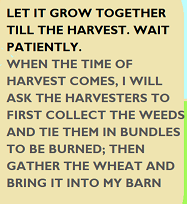 LET IT GROW TOGETHER
TILL THE HARVEST. WAIT
PATIENTLY.
WHEN THE TIME OF
HARVEST COMES, I WILL
ASK THE HARVESTERS TO
FIRST COLLECT THE WEEDS
AND TIE THEM IN BUNDLES
TO BE BURNED; THEN
GATHER THE WHEAT AND
BRING IT INTO MY BARN